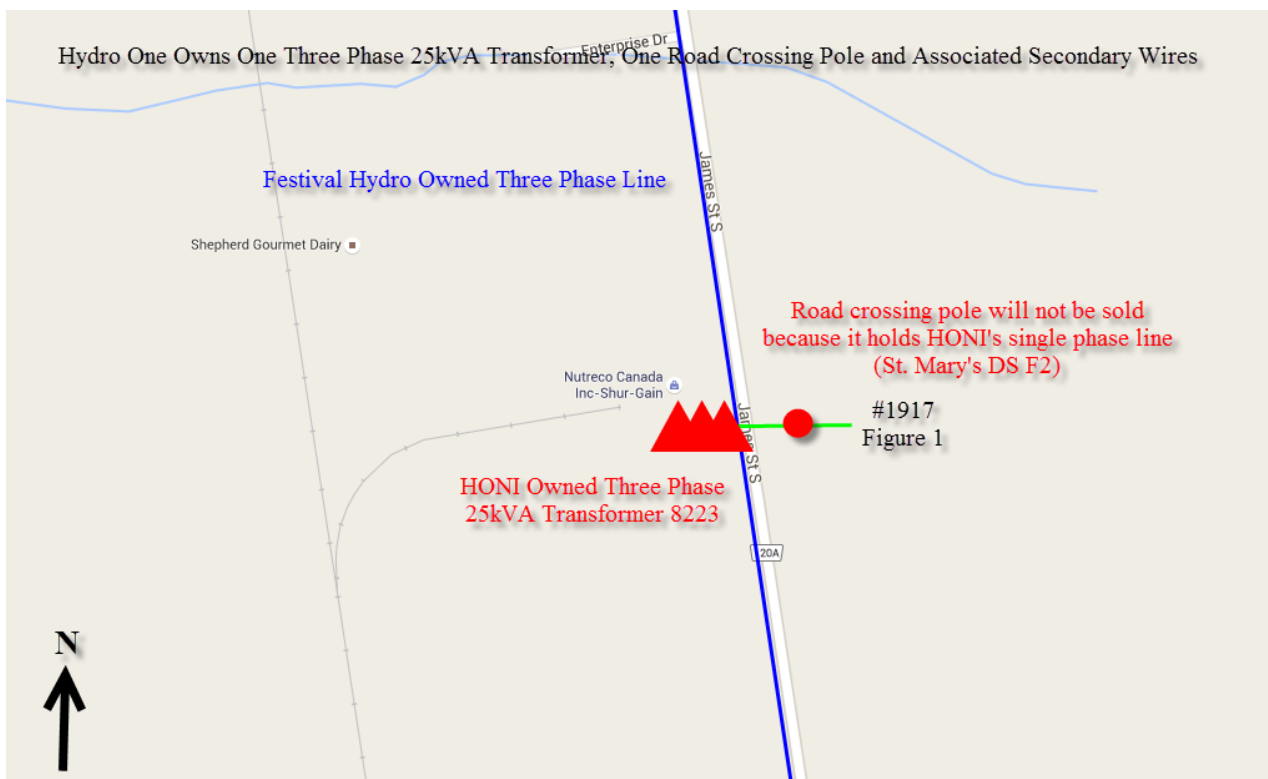 Enterprise Dr
Hydro One Owns One Three Phase 25kVA Transformer, One Road Crossing Pole and Associated Secondary Wires
James St S
Festival Hydro Owned Three Phase Line
Shepherd Gourmet Dairy
Road crossing pole will not be sold
because it holds HONI's single phase line
(St. Mary's DS F2)
Nutreco Canada
Inc-Shur-Gain
#1917
Figure 1
James St S
HONI Owned Three Phase
25kVA Transformer 8223
20A
N